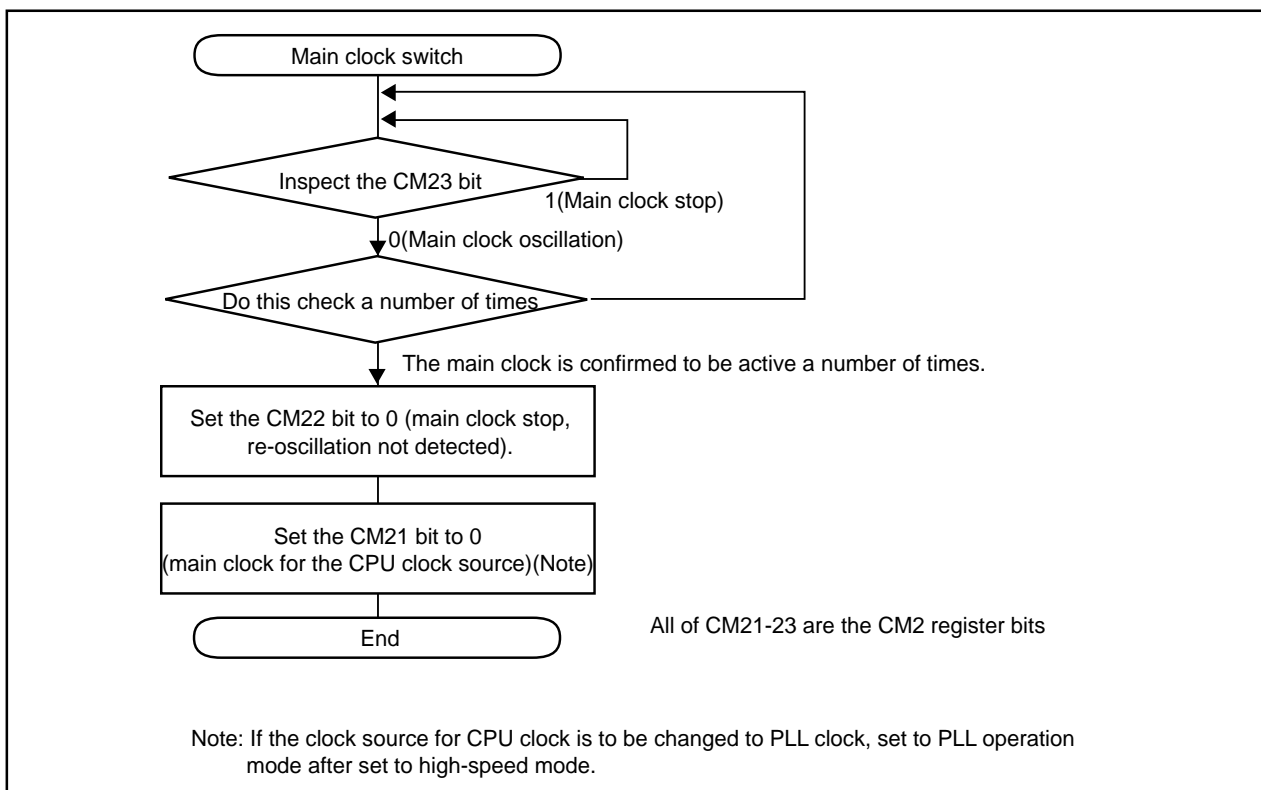 Main clock switch
Inspect the CM23 bit
1(Main clock stop)
0(Main clock oscillation)
Do this check a number of times
The main clock is confirmed to be active a number of times.
Set the CM22 bit to 0 (main clock stop,
re-oscillation not detected).
Set the CM21 bit to 0
(main clock for the CPU clock source)(Note)
All of CM21-23 are the CM2 register bits
End
Note: If the clock source for CPU clock is to be changed to PLL clock, set to PLL operation
mode after set to high-speed mode.